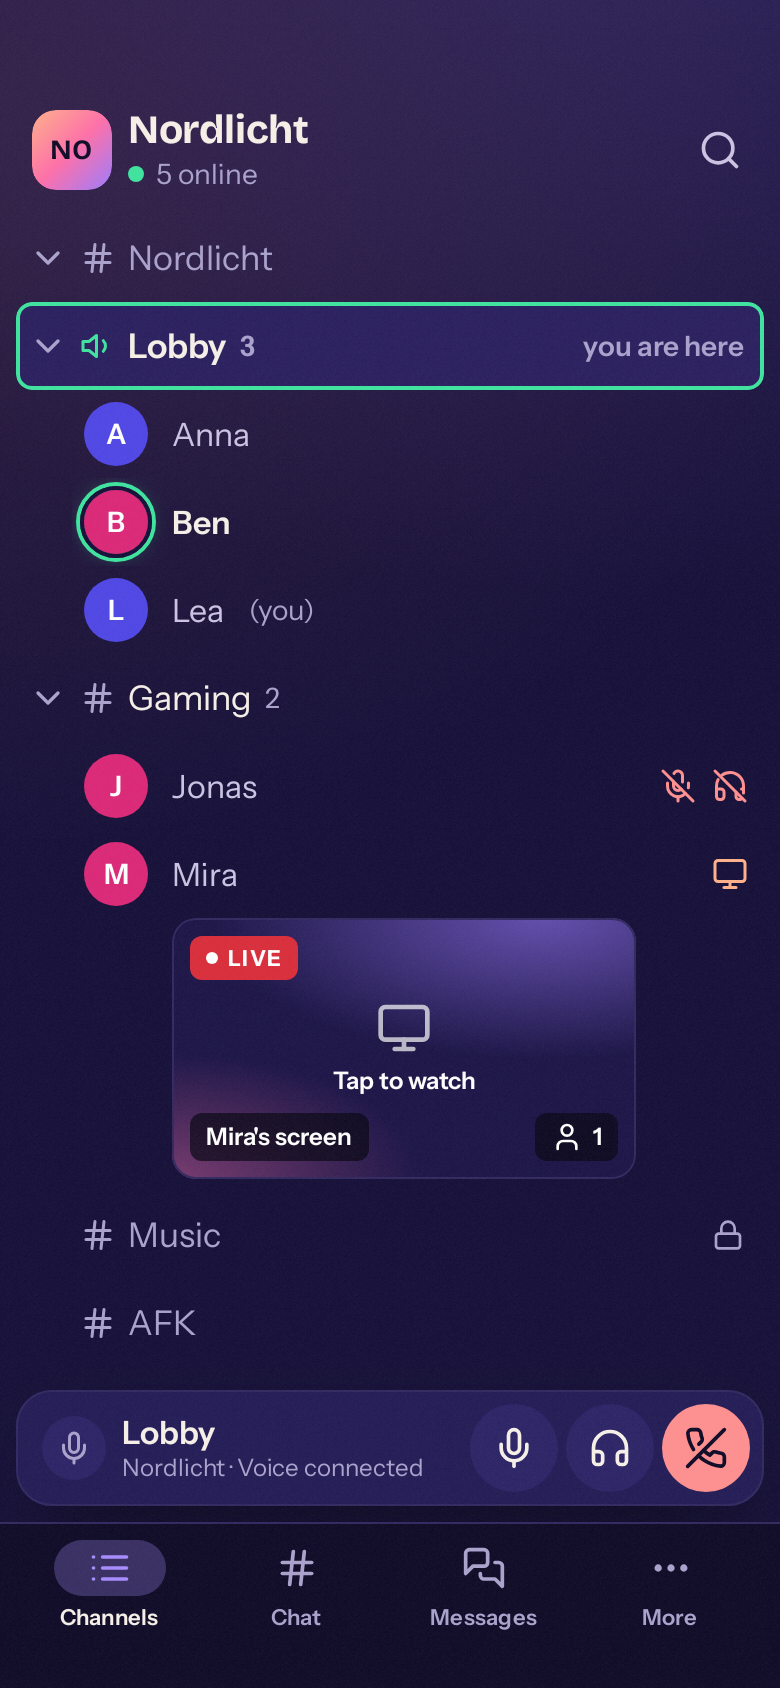 NO
Nordlicht
5 online
# Nordlicht
Lobby 3 you are here
A Anna
B Ben
L Lea (you)
# Gaming 2
J Jonas
M Mira
LIVE
Tap to watch
Mira's screen 1
# Music
# AFK
Lobby
Nordlicht · Voice connected
Channels Chat Messages More